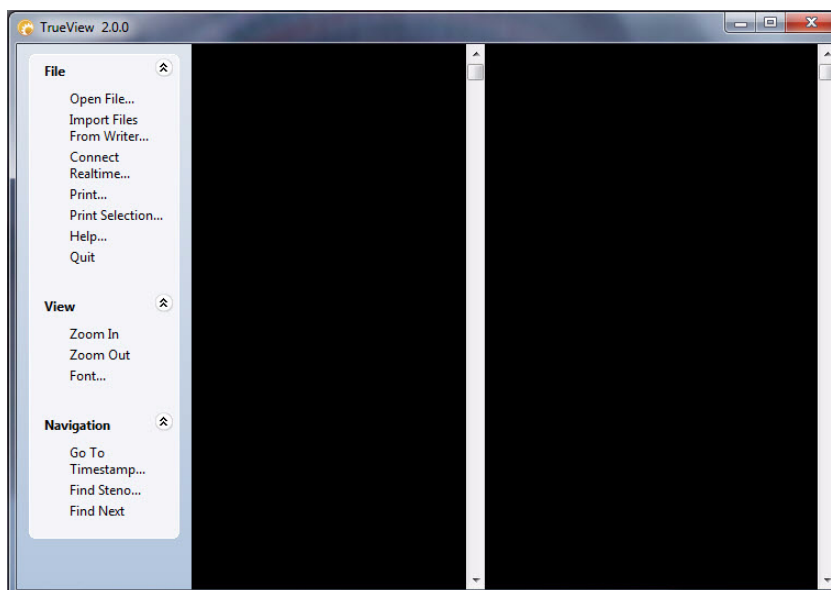 TrueView 2.0.0
File
Open File...
Import Files
From Writer...
Connect
Realtime...
Print...
Print Selection...
Help...
Quit
View
Zoom In
Zoom Out
Font...
Navigation
Go To
Timestamp...
Find Steno...
Find Next